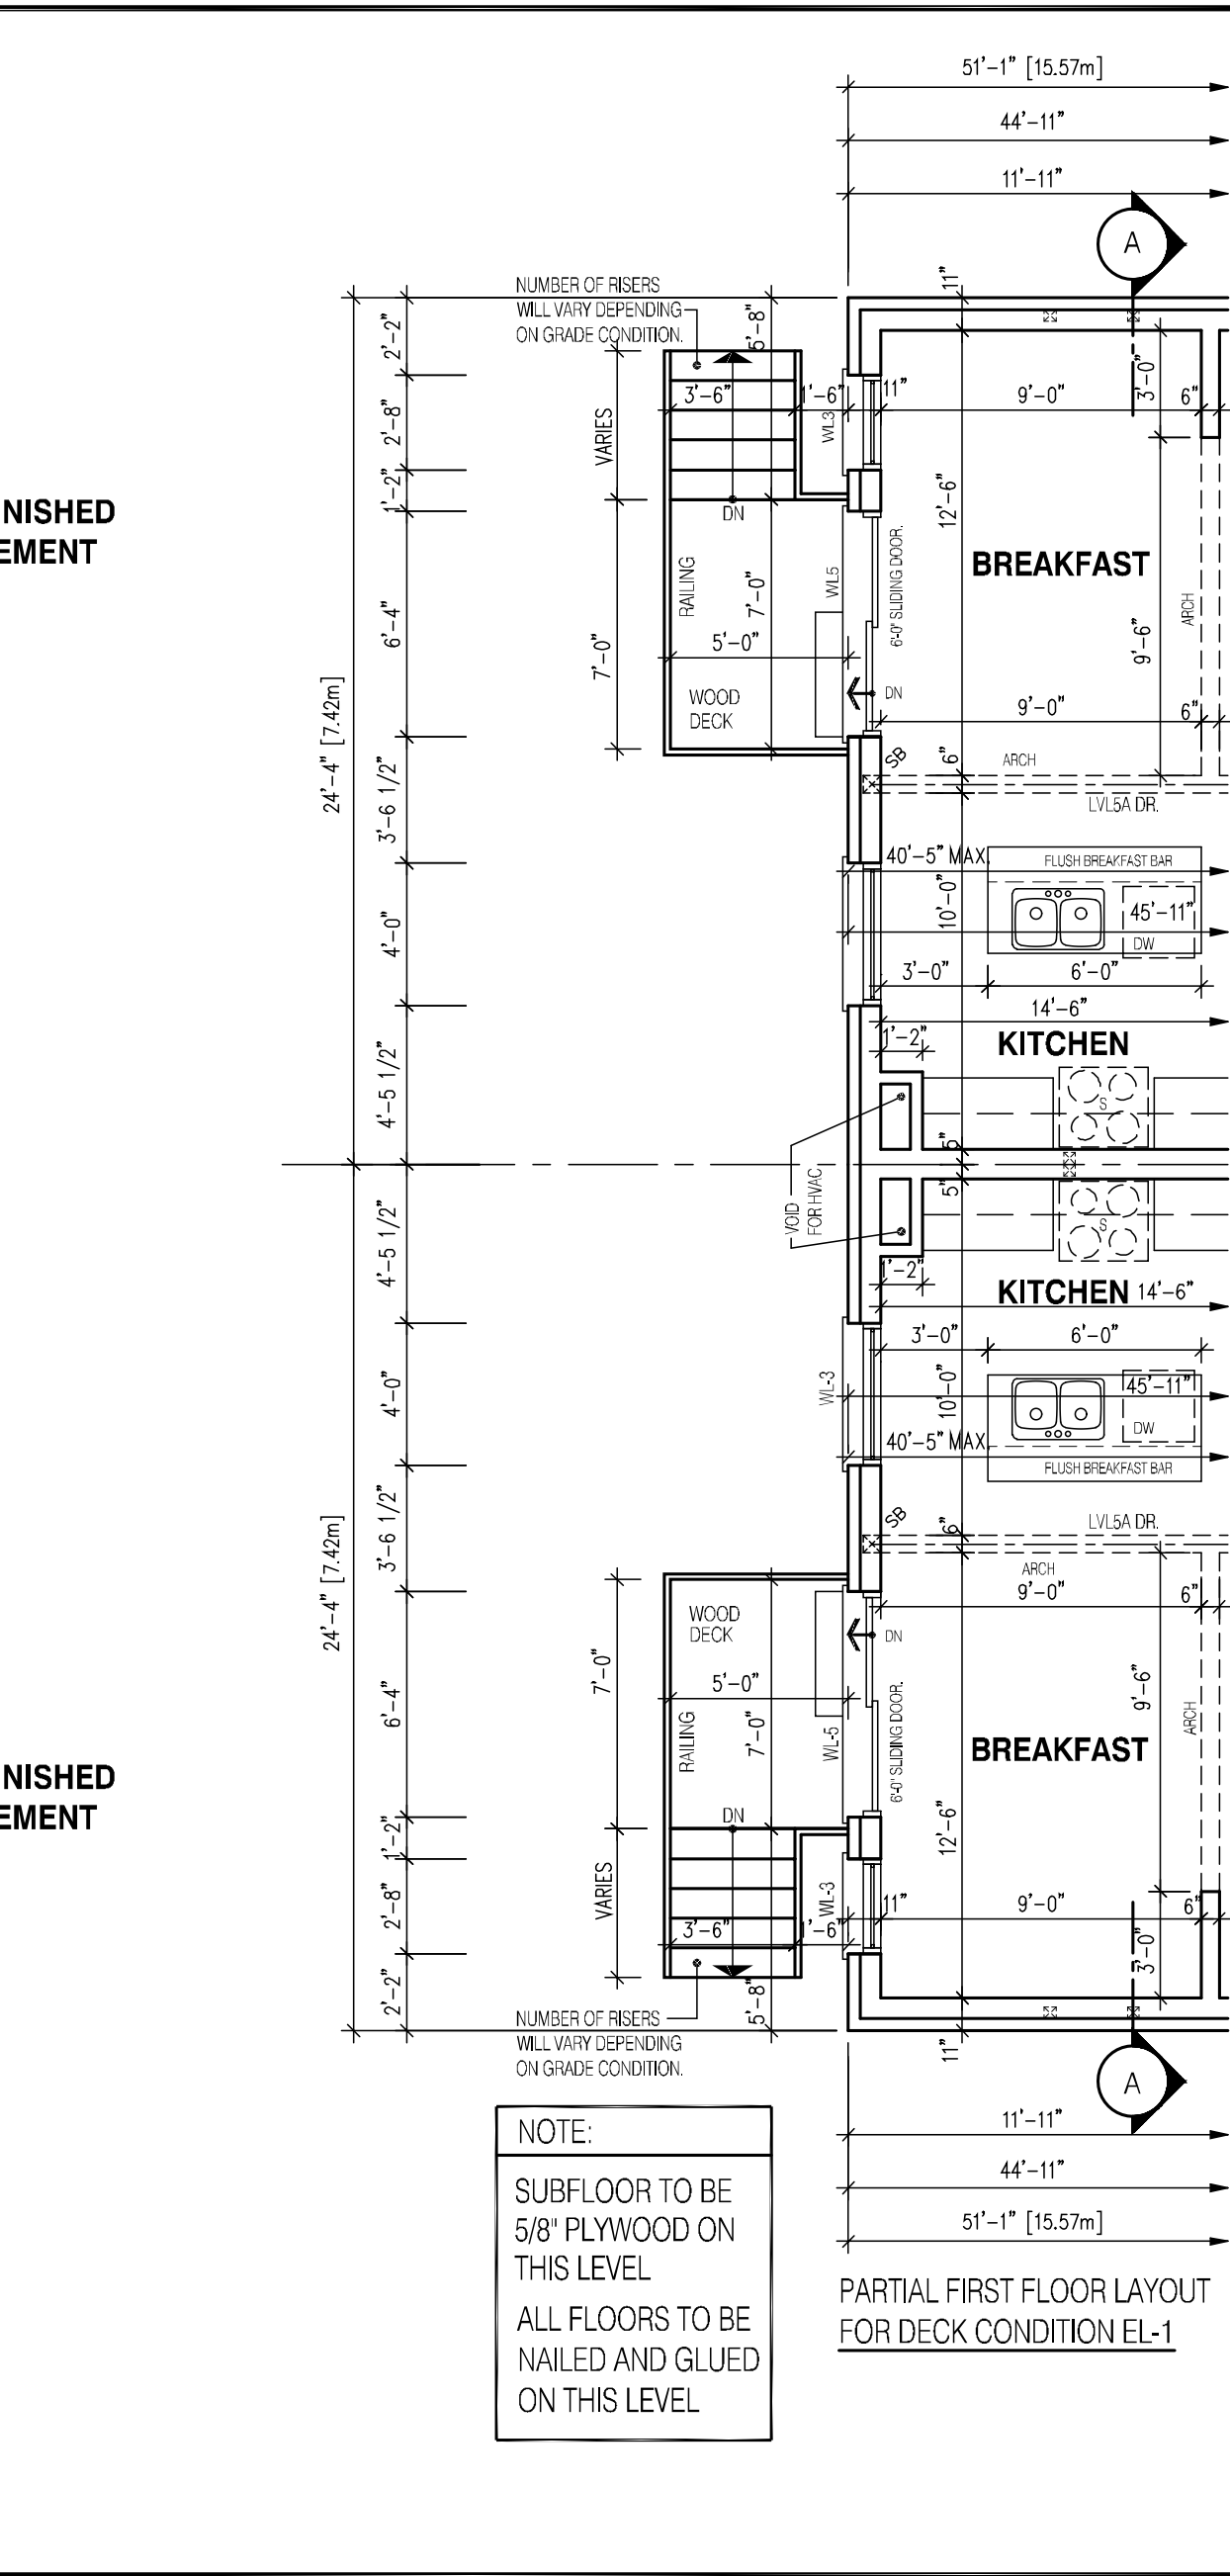 51'-1" [15.57m]
44'-11"
11'-11"
A
NUMBER OF RISERS
WILL VARY DEPENDING
ON GRADE CONDITION.
5'-8"
11"
2'-2"
2'-8"
1'-2"
6'-4"
3'-6 1/2"
4'-0"
4'-5 1/2"
24'-4" [7.42m]
VARIES
7'-0"
3'-6"
1'-6"
11"
9'-0"
3'-0"
6"
WL3
DN
12'-6"
NISHED
EMENT
BREAKFAST
RAILING
7'-0"
WL5
6'-0" SLIDING DOOR.
ARCH
9'-6"
5'-0"
WOOD
DECK
DN
9'-0"
6"
SB
6"
ARCH
LVL5A DR.
40'-5" MAX.
FLUSH BREAKFAST BAR
10'-0"
45'-11"
DW
3'-0"
6'-0"
14'-6"
1'-2"
KITCHEN
S
5"
VOID
FOR HVAC
5"
S
1'-2"
KITCHEN
14'-6"
3'-0"
6'-0"
WL-3
10'-0"
45'-11"
DW
40'-5" MAX.
FLUSH BREAKFAST BAR
4'-5 1/2"
4'-0"
3'-6 1/2"
6'-4"
1'-2"
2'-8"
2'-2"
24'-4" [7.42m]
SB
6"
LVL5A DR.
ARCH
9'-0"
6"
WOOD
DECK
DN
7'-0"
5'-0"
RAILING
7'-0"
WL-5
6'-0" SLIDING DOOR.
9'-6"
ARCH
BREAKFAST
NISHED
EMENT
DN
12'-6"
VARIES
WL-3
11"
9'-0"
6"
3'-6"
1'-6"
3'-0"
5'-8"
NUMBER OF RISERS
WILL VARY DEPENDING
ON GRADE CONDITION.
11"
A
11'-11"
44'-11"
51'-1" [15.57m]
NOTE:
SUBFLOOR TO BE
5/8" PLYWOOD ON
THIS LEVEL
ALL FLOORS TO BE
NAILED AND GLUED
ON THIS LEVEL
PARTIAL FIRST FLOOR LAYOUT
FOR DECK CONDITION EL-1